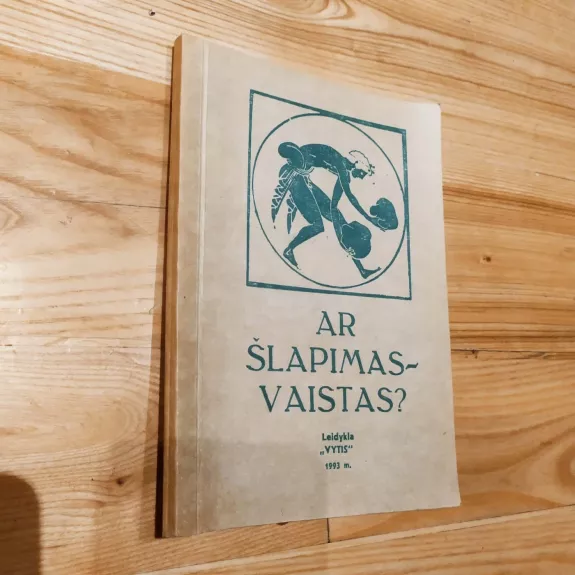 AR
ŠLAPIMAS-
VAISTAS?
Leidykla
„VYTIS“
1993 m.